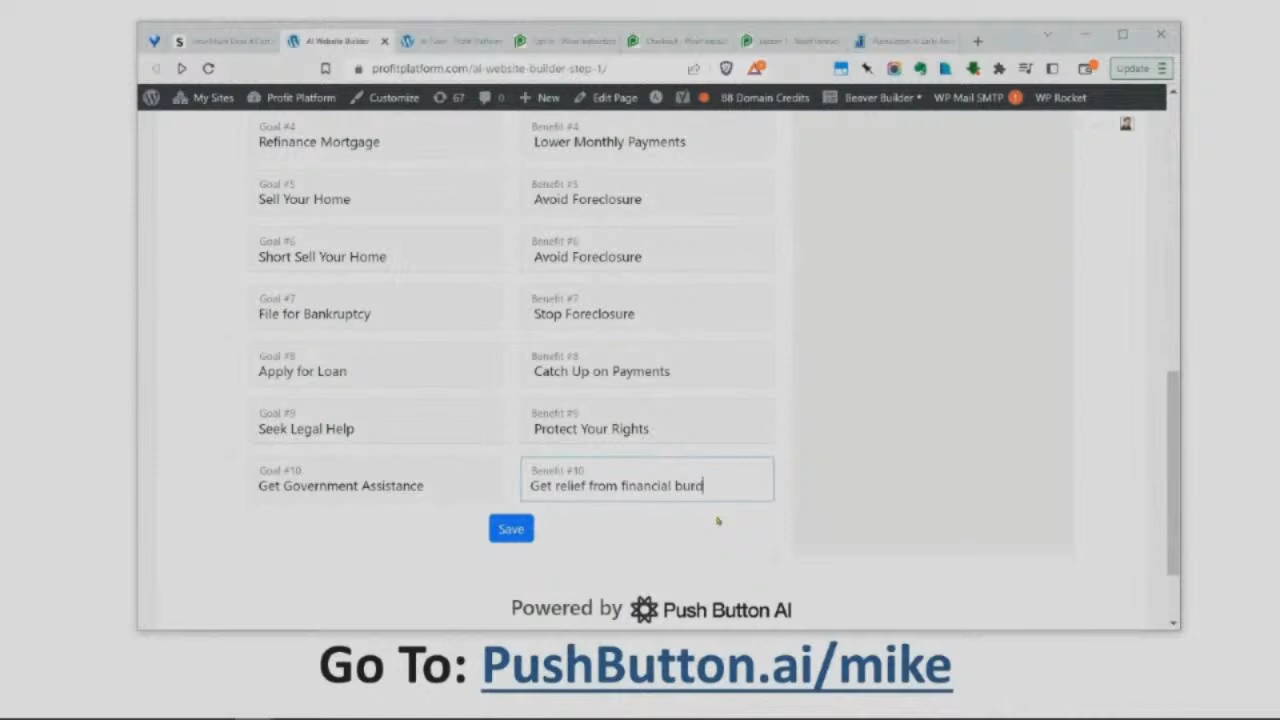 S
AI Website Builder
profitplatform.com/ai-website-builder-step-1/
Update
My Sites Profit Platform Customize 67 0 New Edit Page BB Domain Credits Beaver Builder WP Mail SMTP 1 WP Rocket
Goal #4 Benefit #4
Refinance Mortgage Lower Monthly Payments
Goal #5 Benefit #5
Sell Your Home Avoid Foreclosure
Goal #6 Benefit #6
Short Sell Your Home Avoid Foreclosure
Goal #7 Benefit #7
File for Bankruptcy Stop Foreclosure
Goal #8 Benefit #8
Apply for Loan Catch Up on Payments
Goal #9 Benefit #9
Seek Legal Help Protect Your Rights
Goal #10 Benefit #10
Get Government Assistance Get relief from financial burd
Save
Powered by Push Button AI
Go To: PushButton.ai/mike